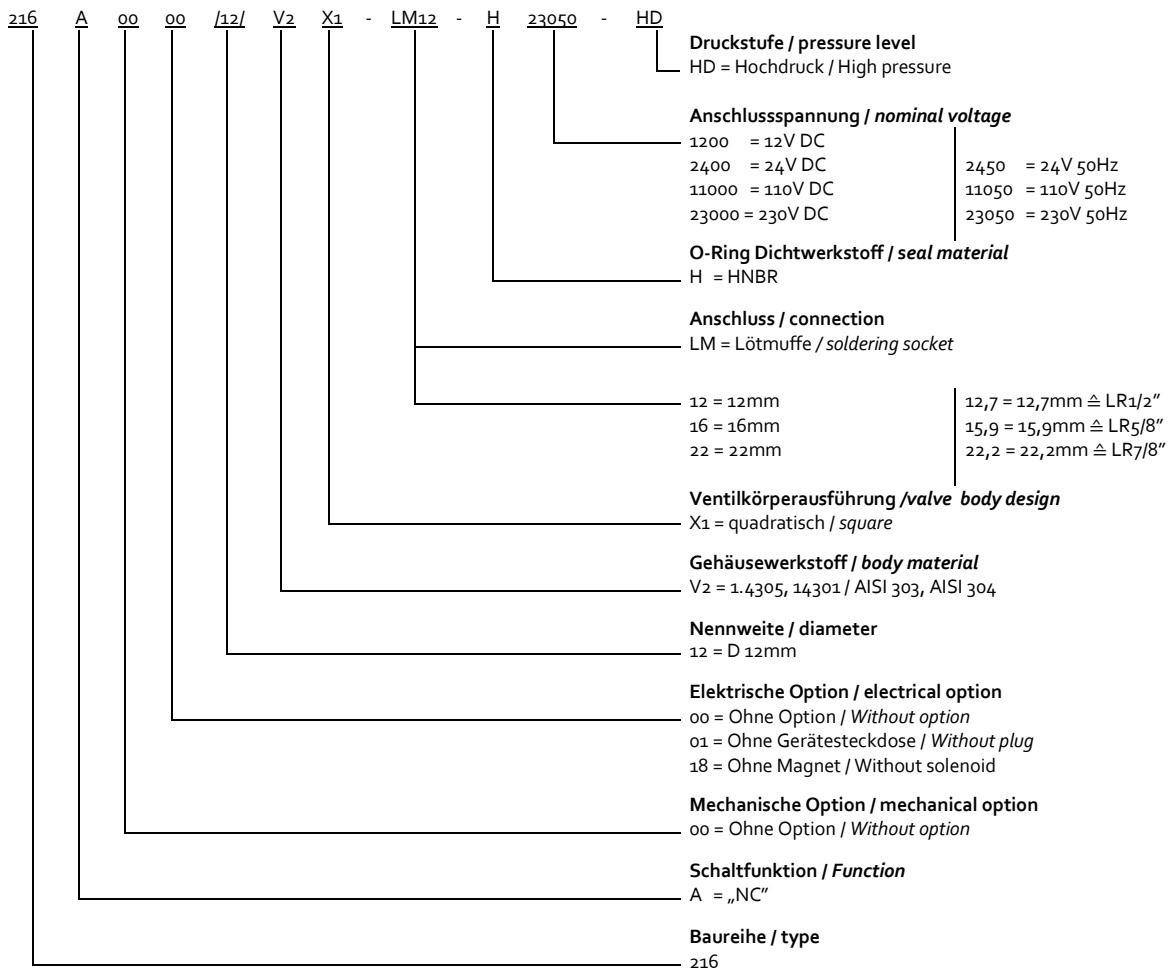 216 A 00 00 /12/ V2 X1 - LM12 - H 23050 - HD
Druckstufe / pressure level
HD = Hochdruck / High pressure
Anschlussspannung / nominal voltage
1200 = 12V DC
2400 = 24V DC 2450 = 24V 50Hz
11000 = 110V DC 11050 = 110V 50Hz
23000 = 230V DC 23050 = 230V 50Hz
O-Ring Dichtwerkstoff / seal material
H = HNBR
Anschluss / connection
LM = Lötmuffe / soldering socket
12 = 12mm 12,7 = 12,7mm ≙ LR1/2"
16 = 16mm 15,9 = 15,9mm ≙ LR5/8"
22 = 22mm 22,2 = 22,2mm ≙ LR7/8"
Ventilkörperausführung /valve body design
X1 = quadratisch / square
Gehäusewerkstoff / body material
V2 = 1.4305, 14301 / AISI 303, AISI 304
Nennweite / diameter
12 = D 12mm
Elektrische Option / electrical option
00 = Ohne Option / Without option
01 = Ohne Gerätesteckdose / Without plug
18 = Ohne Magnet / Without solenoid
Mechanische Option / mechanical option
00 = Ohne Option / Without option
Schaltfunktion / Function
A = „NC"
Baureihe / type
216